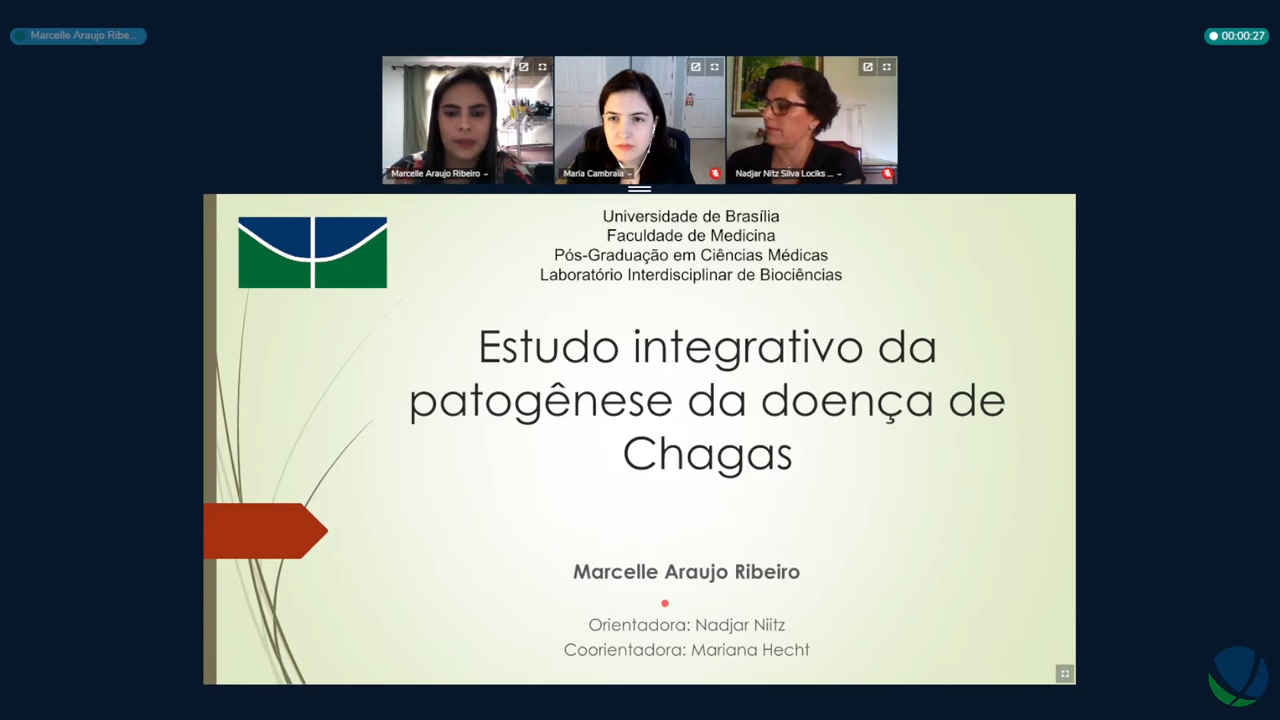 Marcelle Araujo Ribe...
00:00:27
Marcelle Araujo Ribeiro
Maria Cambraia
Nadjar Nitz Silva Lociks ...
Universidade de Brasília
Faculdade de Medicina
Pós-Graduação em Ciências Médicas
Laboratório Interdisciplinar de Biociências
Estudo integrativo da
patogênese da doença de
Chagas
Marcelle Araujo Ribeiro
Orientadora: Nadjar Niitz
Coorientadora: Mariana Hecht